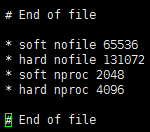 # End of file
* soft nofile 65536
* hard nofile 131072
* soft nproc 2048
* hard nproc 4096
# End of file